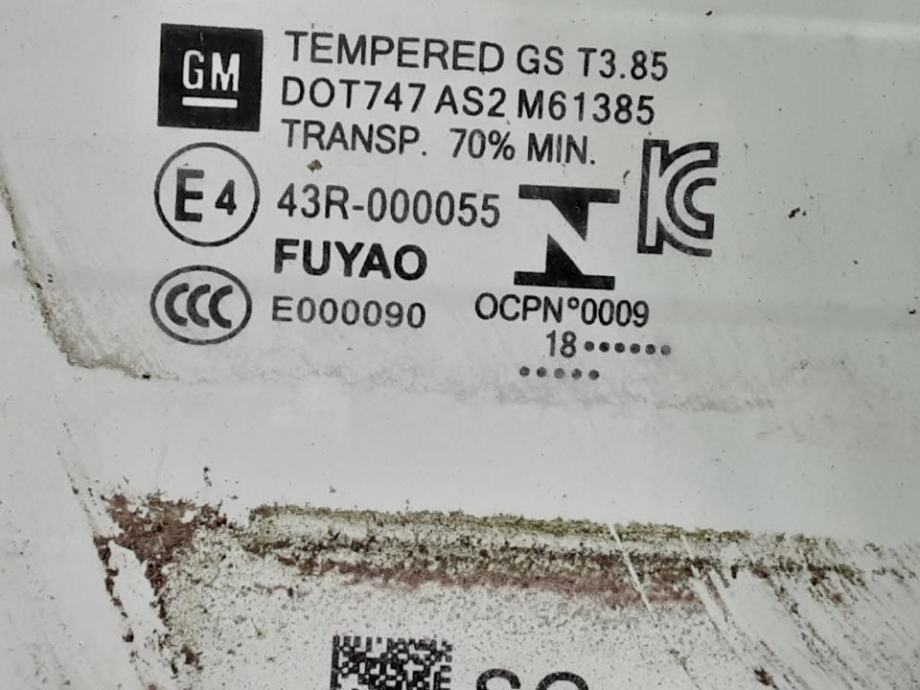 GM
TEMPERED GS T3.85
DOT747 AS2 M61385
TRANSP. 70% MIN.
E4 43R-000055
KC
FUYAO
CCC E000090
OCPN°0009
18••••••
•••••